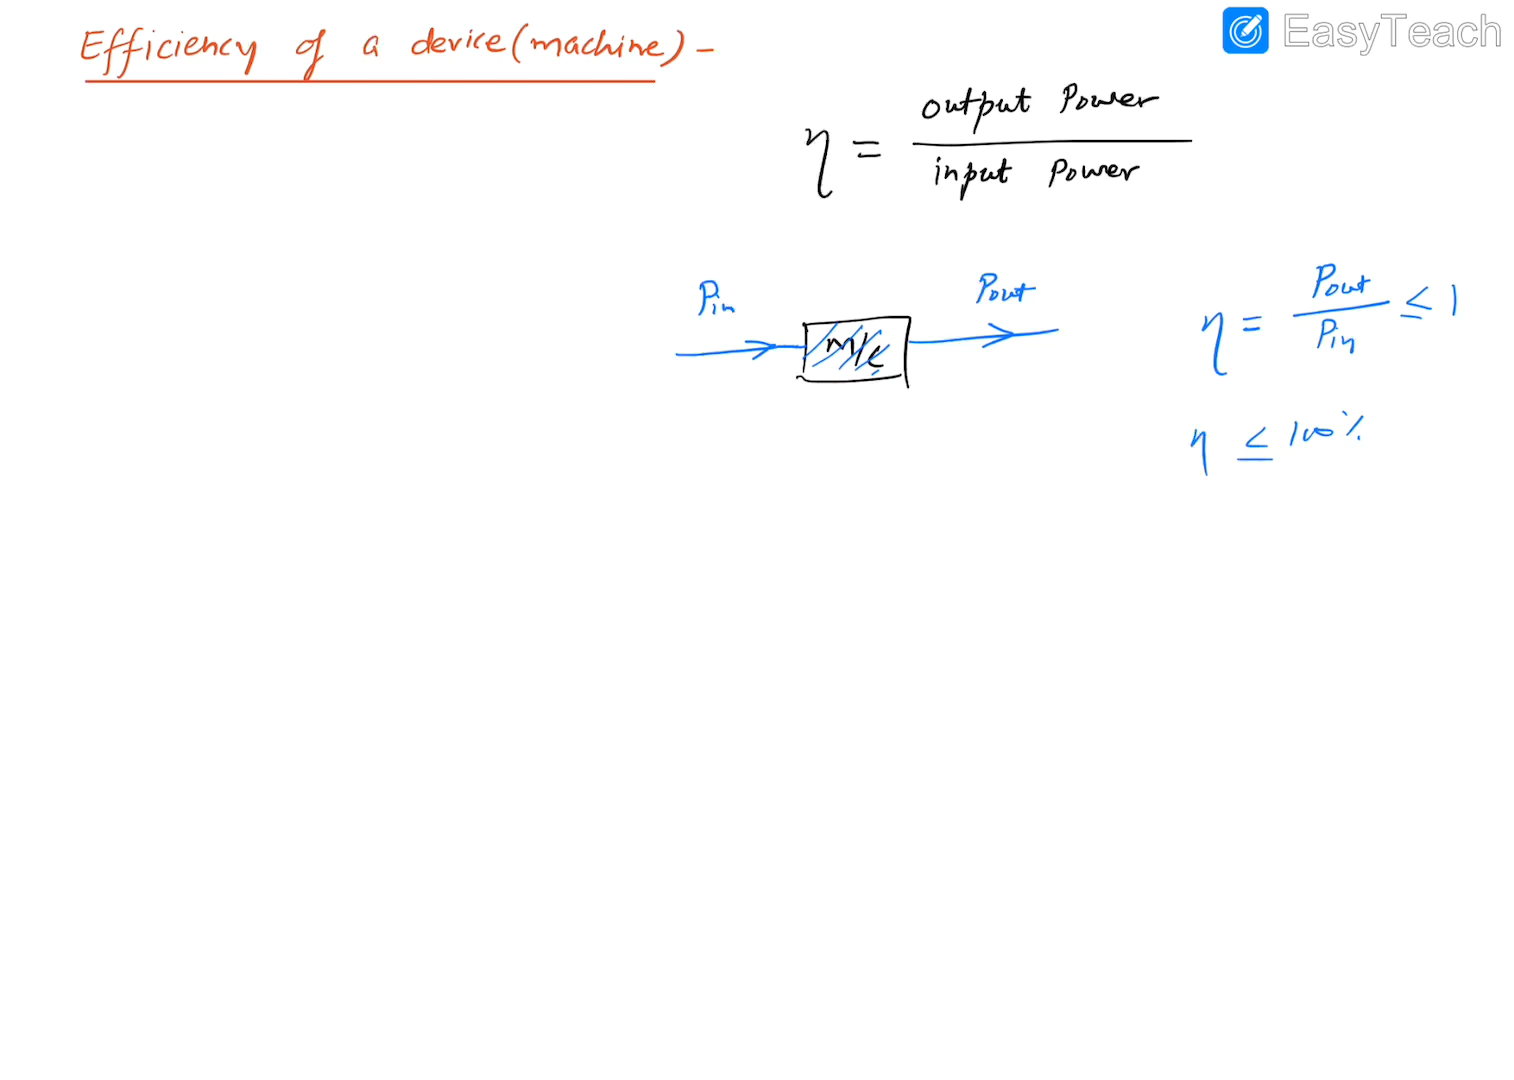 Efficiency of a device (machine) -
EasyTeach
η = output Power / input Power
Pin
Pout
M/c
η = Pout / Pin ≤ 1
η ≤ 100%